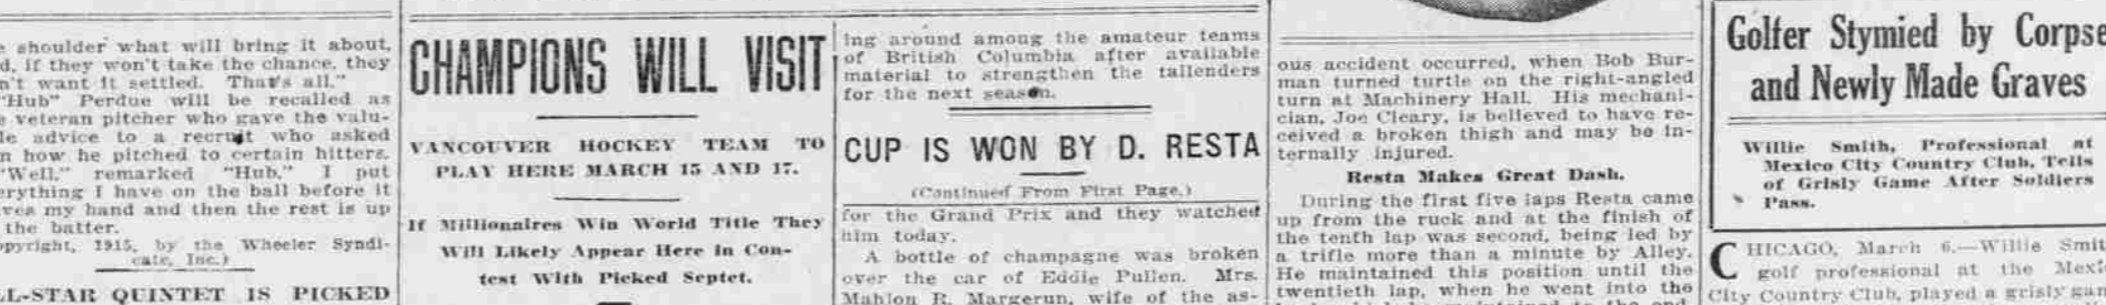 shoulder what will bring it about,
if they won't take the chance. they
want it settled. That's all."
"Hub" Perdue will be recalled as
veteran pitcher who gave the valu-
advice to a recruit who asked
how he pitched to certain hitters.
"Well," remarked "Hub," I put
I have on the ball before it
my hand and then the rest is up
the batter.
1915, by the Wheeler Syndi-
cate, Inc.)
QUINTET IS PICKED
CHAMPIONS WILL VISIT
VANCOUVER HOCKEY TEAM TO
PLAY HERE MARCH 15 AND 17.
If Millionaires Win World Title They
Will Likely Appear Here in Con-
test With Picked Septet.
ing around among the amateur teams
of British Columbia after available
material to strengthen the tallenders
for the next season.
CUP IS WON BY D. RESTA
(Continued From First Page.)
for the Grand Prix and they watched
him today.
A bottle of champagne was broken
over the car of Eddie Pullen. Mrs.
Mahlon R. Margerun, wife of the as-
ous accident occurred, when Bob Bur-
man turned turtle on the right-angled
turn at Machinery Hall. His mechani-
cian, Joe Cleary, is believed to have re-
ceived a broken thigh and may be in-
ternally injured.
Resta Makes Great Dash.
During the first five laps Resta came
up from the ruck and at the finish of
the tenth lap was second, being led by
a trifle more than a minute by Alley.
He maintained this position until the
twentieth lap, when he went into the
Golfer Stymied by Corpse
and Newly Made Graves
Willie Smith, Professional at
Mexico City Country Club, Tells
of Grisly Game After Soldiers
Pass.
CHICAGO, March 6.—Willie Smit
golf professional at the
City Country Club, played a grisly